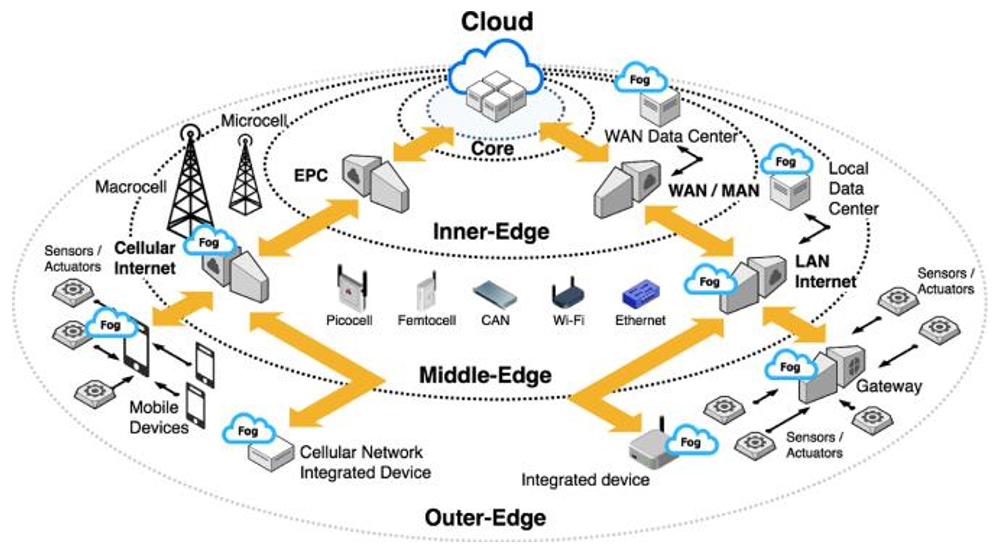 Cloud
Fog
Microcell
WAN Data Center
Core
Fog
Macrocell
EPC
WAN / MAN
Local
Data
Center
Inner-Edge
Fog
Cellular
Internet
Sensors /
Actuators
LAN
Internet
Fog
Sensors /
Actuators
Picocell
Femtocell
CAN
Wi-Fi
Ethernet
Fog
Middle-Edge
Fog
Gateway
Mobile
Devices
Fog
Cellular Network
Integrated Device
Fog
Integrated device
Sensors /
Actuators
Outer-Edge